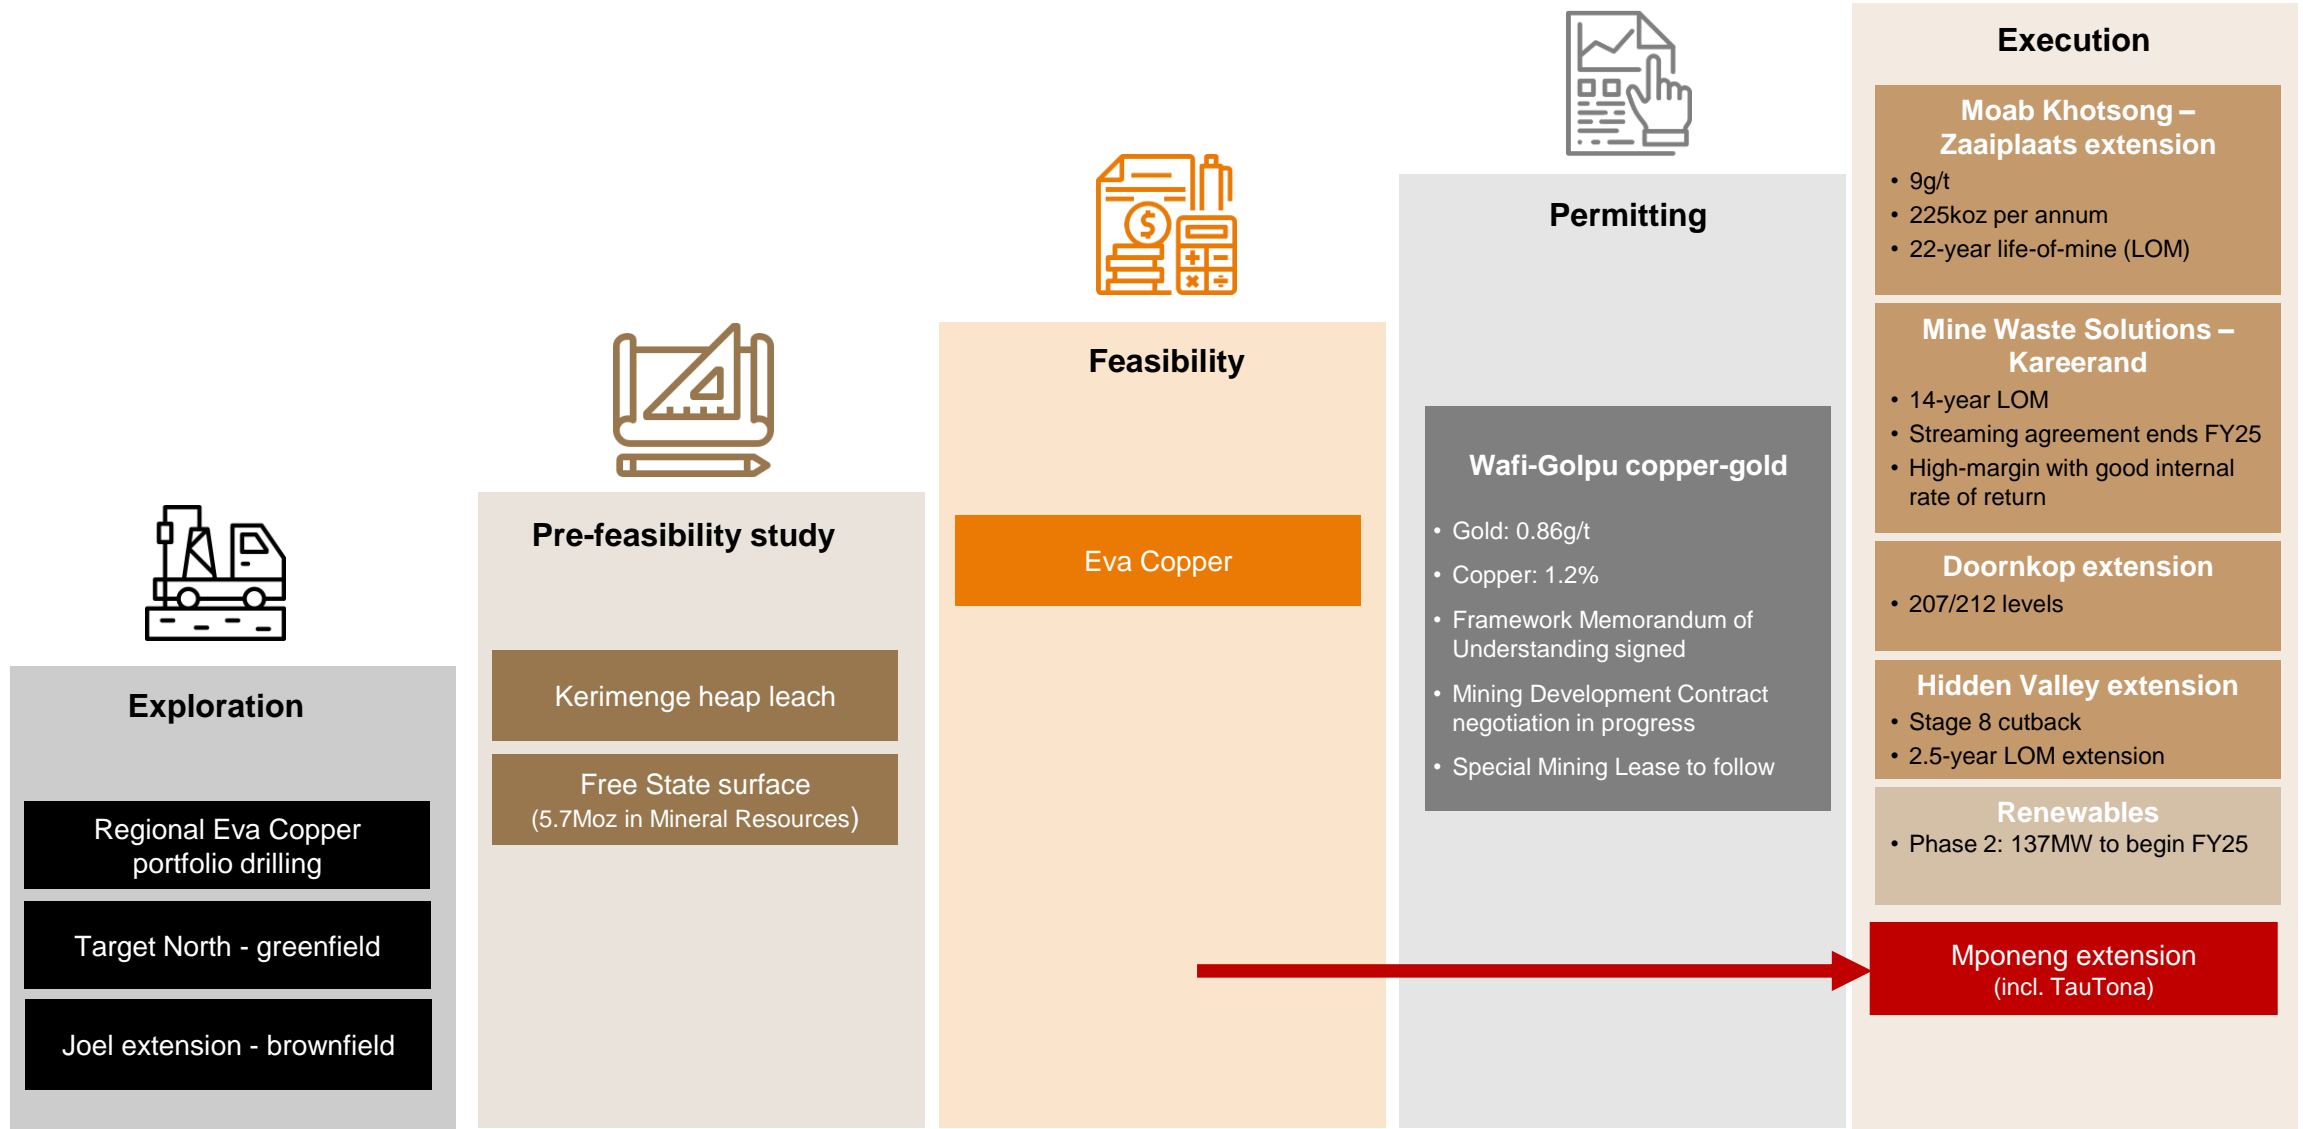 Exploration
Regional Eva Copper
portfolio drilling
Target North - greenfield
Joel extension - brownfield
Pre-feasibility study
Kerimenge heap leach
Free State surface
(5.7Moz in Mineral Resources)
Feasibility
Eva Copper
Permitting
Wafi-Golpu copper-gold
• Gold: 0.86g/t
• Copper: 1.2%
• Framework Memorandum of
Understanding signed
• Mining Development Contract
negotiation in progress
• Special Mining Lease to follow
Execution
Moab Khotsong –
Zaaiplaats extension
• 9g/t
• 225koz per annum
• 22-year life-of-mine (LOM)
Mine Waste Solutions –
Kareerand
• 14-year LOM
• Streaming agreement ends FY25
• High-margin with good internal
rate of return
Doornkop extension
• 207/212 levels
Hidden Valley extension
• Stage 8 cutback
• 2.5-year LOM extension
Renewables
• Phase 2: 137MW to begin FY25
Mponeng extension
(incl. TauTona)